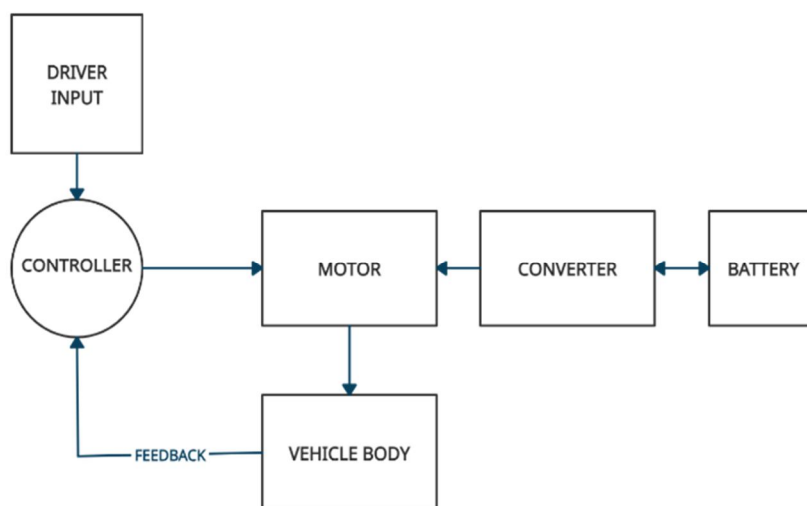 DRIVER
INPUT
CONTROLLER
MOTOR
CONVERTER
BATTERY
FEEDBACK
VEHICLE BODY